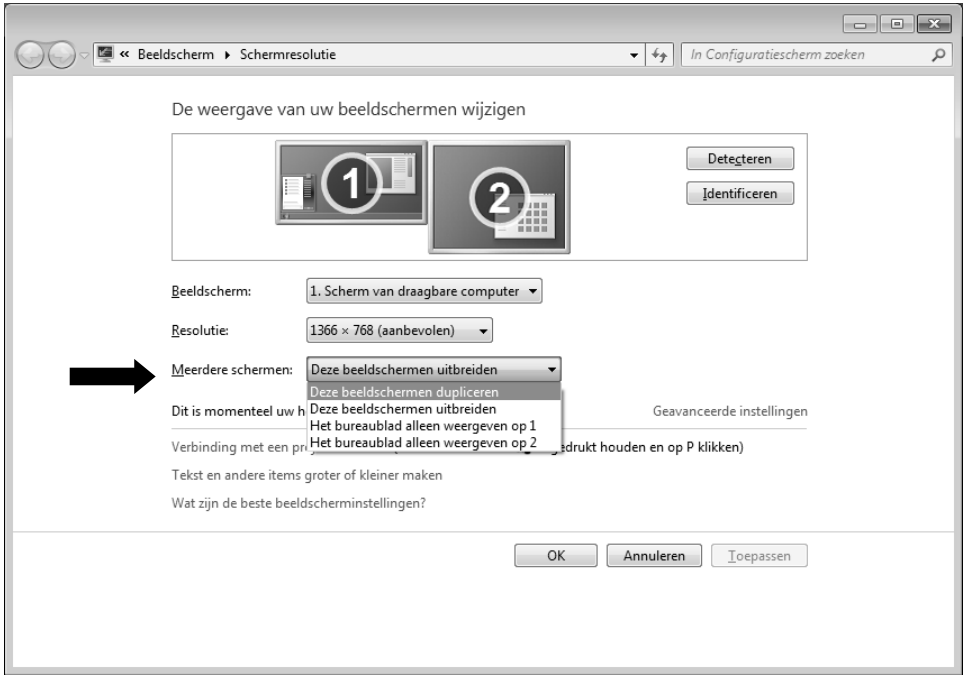 « Beeldscherm ▸ Schermresolutie
In Configuratiescherm zoeken
De weergave van uw beeldschermen wijzigen
1
2
Detecteren
Identificeren
Beeldscherm: 1. Scherm van draagbare computer
Resolutie: 1366 × 768 (aanbevolen)
Meerdere schermen: Deze beeldschermen uitbreiden
Deze beeldschermen dupliceren
Deze beeldschermen uitbreiden
Het bureaublad alleen weergeven op 1
Het bureaublad alleen weergeven op 2
Dit is momenteel uw
Geavanceerde instellingen
Verbinding met een houden en op P klikken)
Tekst en andere items groter of kleiner maken
Wat zijn de beste beeldscherminstellingen?
OK Annuleren Toepassen